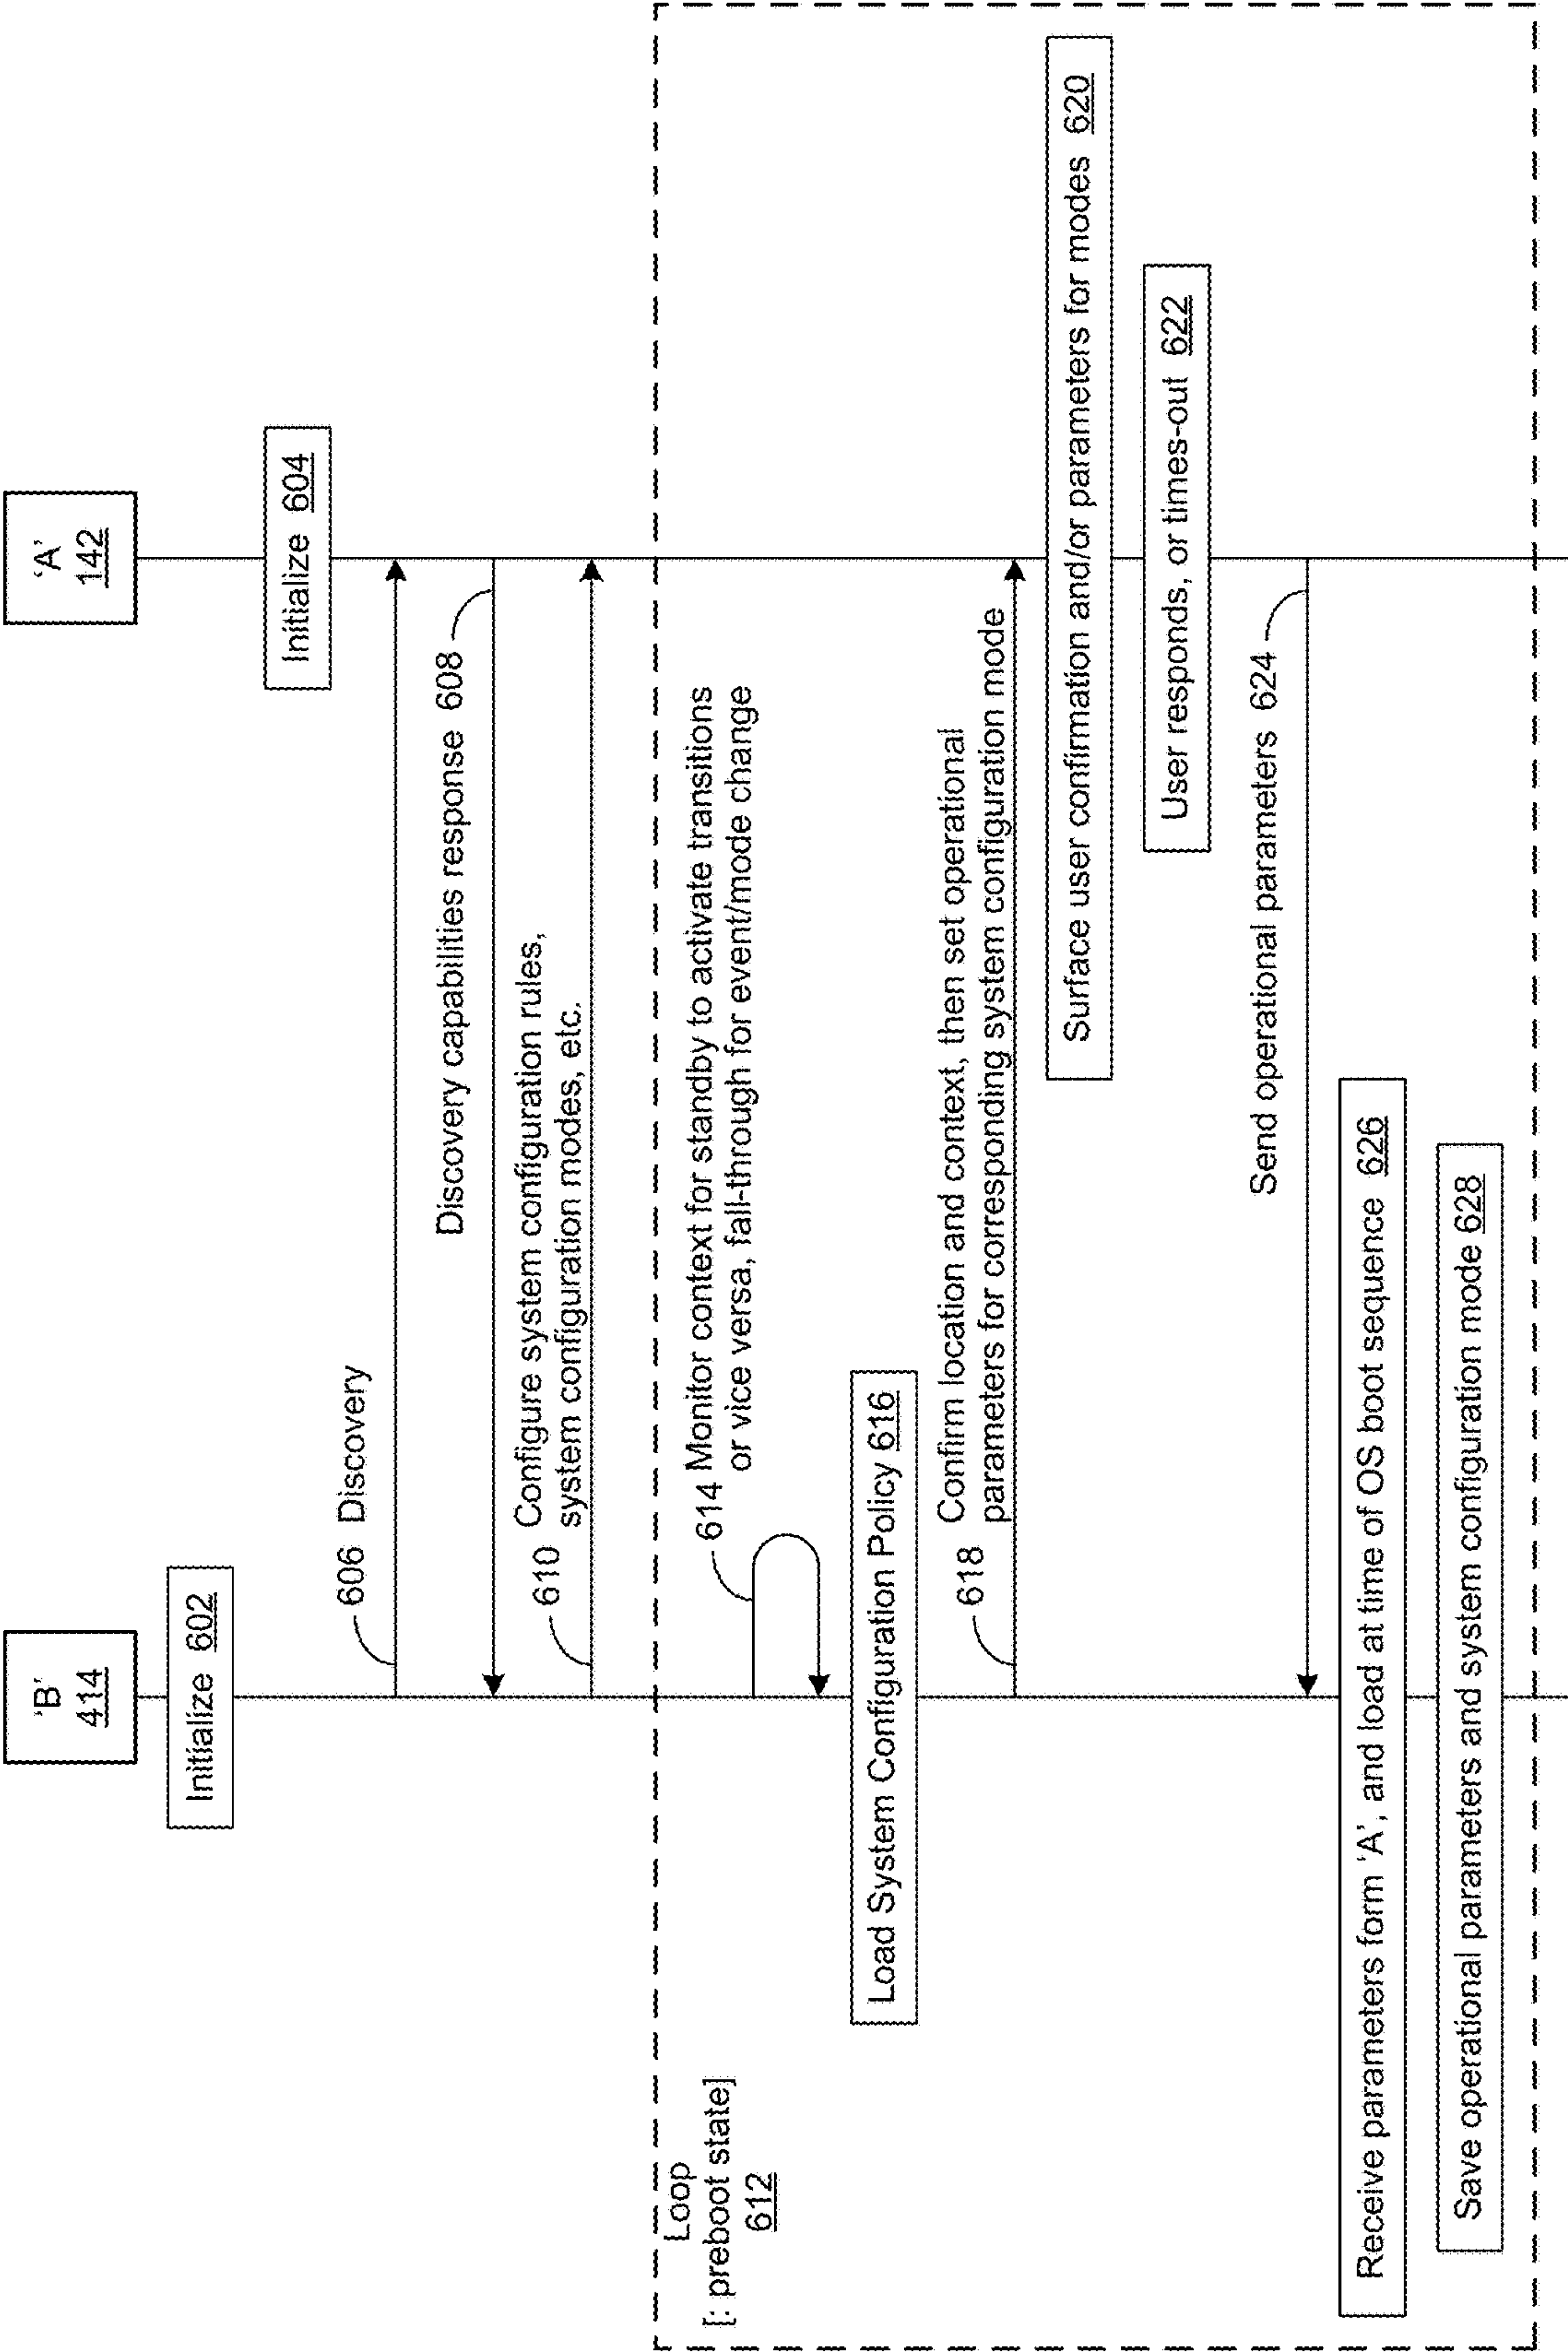 'B'
414
'A'
142
Initialize 602
Initialize 604
606 Discovery
Discovery capabilities response 608
610 Configure system configuration rules,
system configuration modes, etc.
Loop
[: preboot state]
612
614 Monitor context for standby to activate transitions
or vice versa, fall-through for event/mode change
Load System Configuration Policy 616
618 Confirm location and context, then set operational
parameters for corresponding system configuration mode
Surface user confirmation and/or parameters for modes 620
User responds, or times-out 622
Send operational parameters 624
Receive parameters form 'A', and load at time of OS boot sequence 626
Save operational parameters and system configuration mode 628